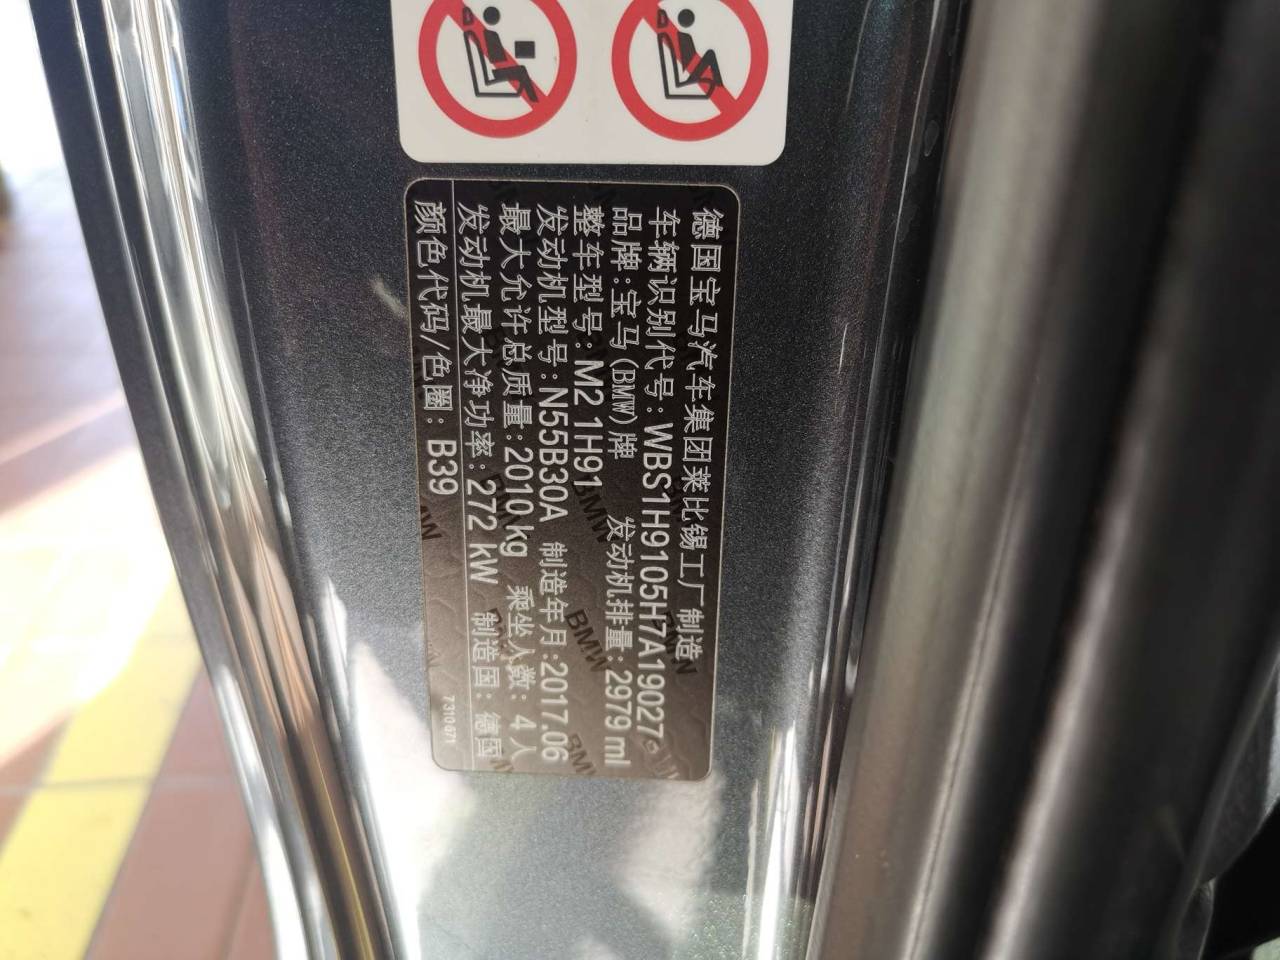 德国宝马汽车集团莱比锡工厂 制造
车辆识别代号:WBS1H9105H7A19027
品牌:宝马(BMW)牌 发动机排量:2979 ml
整车型号:M2 1H91
发动机型号:N55B30A 制造年月:2017.06
最大允许总质量:2010 kg 乘坐人数: 4 人
发动机最大净功率:272 kW 制造国: 德国
颜色代码/色圈: B39
7310 671